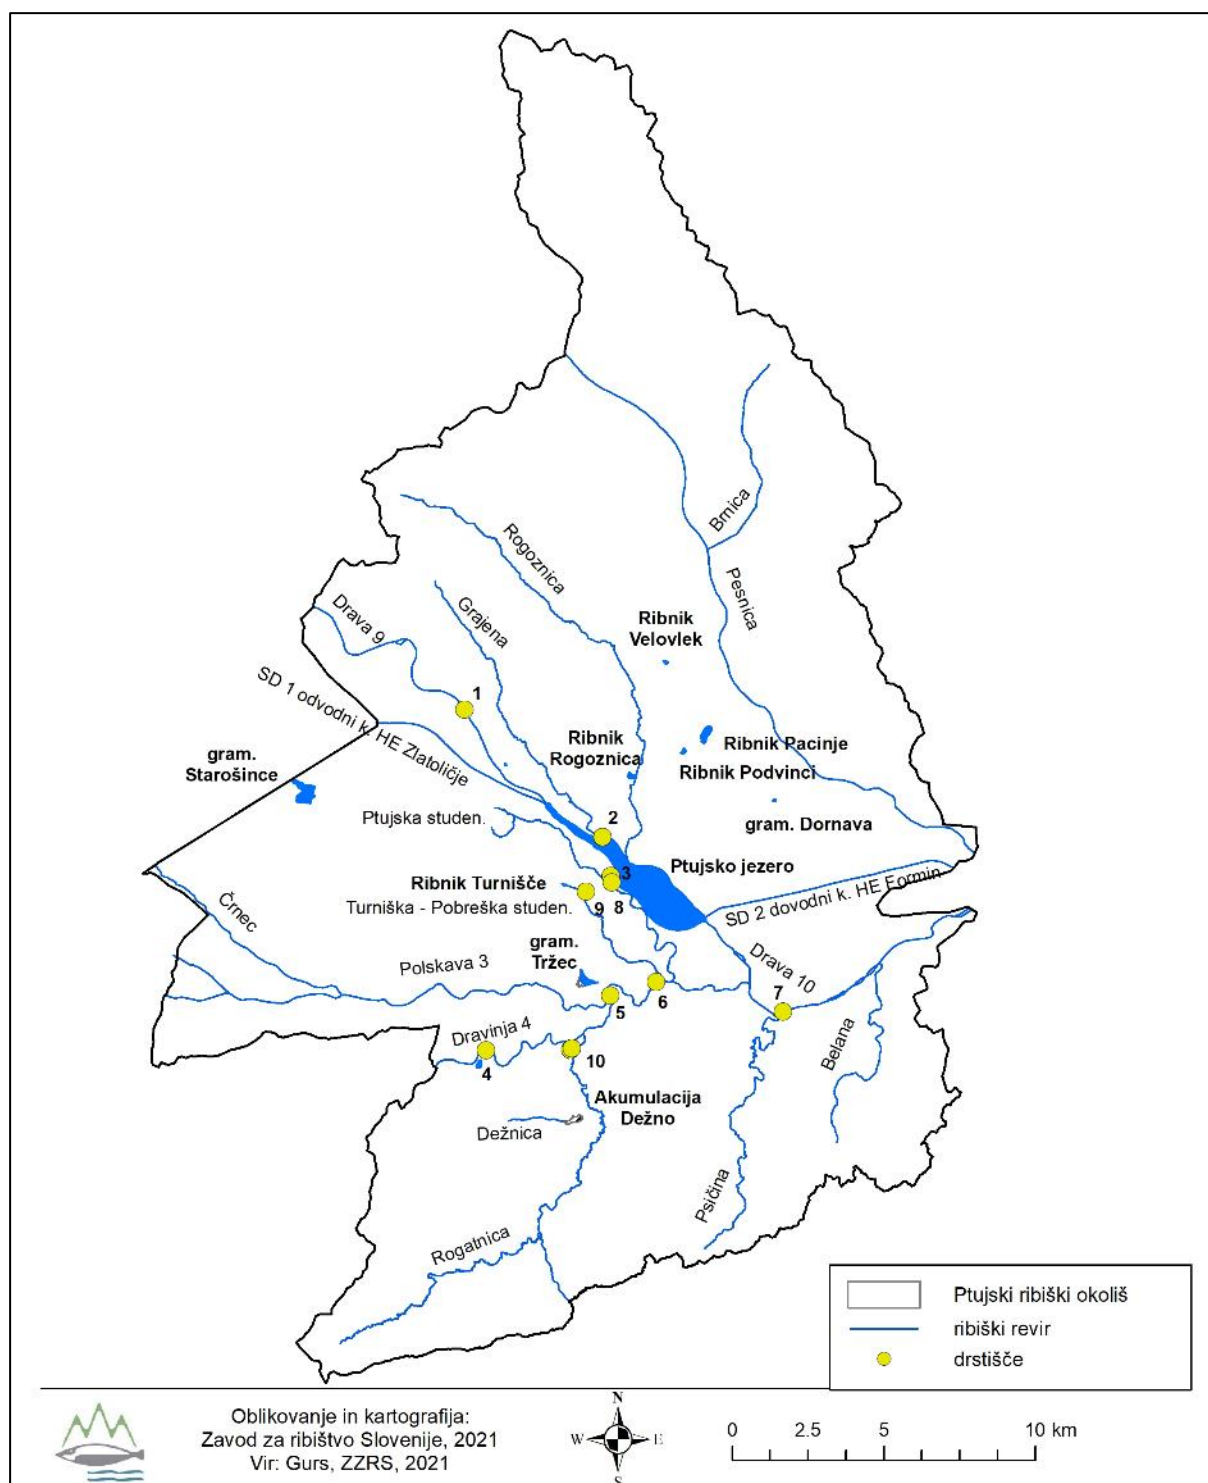 Rogoznica
Brnica
Pesnica
Grajena
Drava 9
Ribnik
Velovlek
SD 1 odvodni k. HE Zlatoličje
1
gram.
Starošince
Ribnik
Rogoznica
Ribnik Pacinje
Ribnik Podvinci
Ptujska studen.
2
gram. Dornava
Ptujsko jezero
3
Ribnik Turnišče
Turniška - Pobreška studen.
9
8
SD 2 dovodni k. HE Formin
Črnec
gram.
Tržec
Polskava 3
Drava 10
7
6
5
Dravinja 4
4
10
Belana
Akumulacija
Dežno
Dežnica
Psičina
Rogatnica
Ptujski ribiški okoliš
ribiški revir
drstišče
Oblikovanje in kartografija:
Zavod za ribištvo Slovenije, 2021
Vir: Gurs, ZZRS, 2021
N
W
E
S
0 2.5 5 10 km